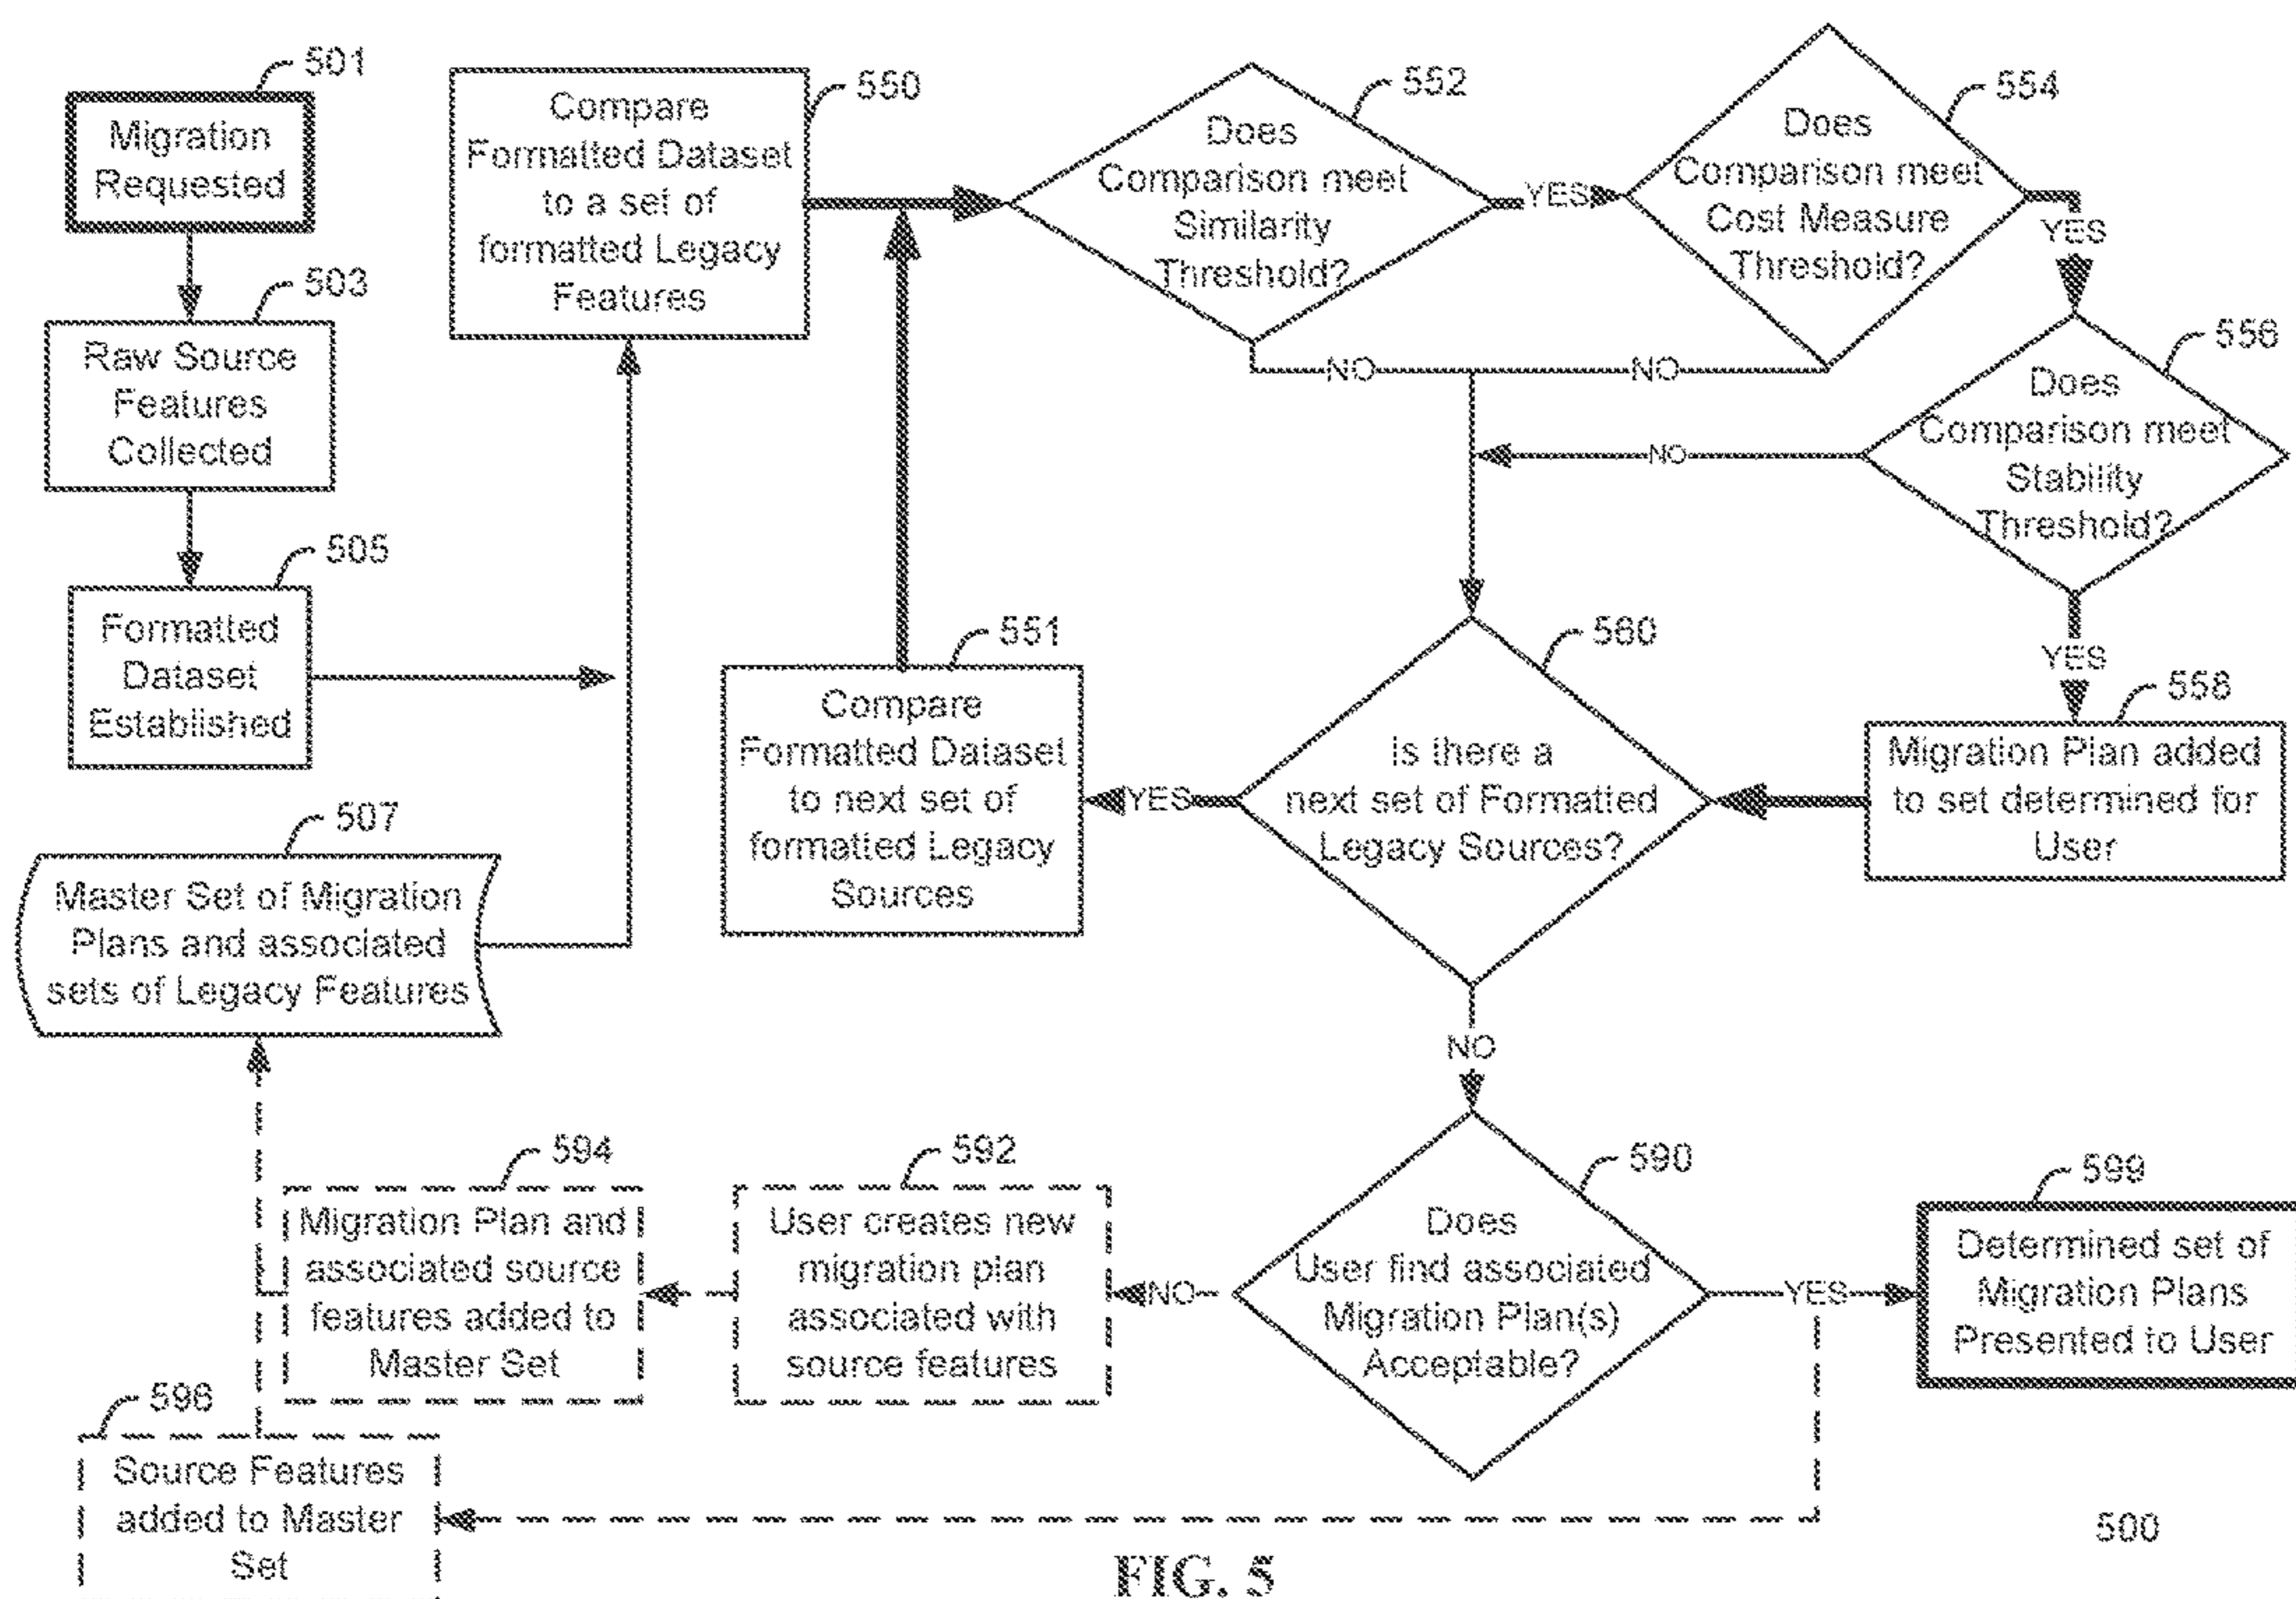 501
Migration
Requested
503
Raw Source
Features
Collected
505
Formatted
Dataset
Established
507
Master Set of Migration
Plans and associated
sets of Legacy Features
550
Compare
Formatted Dataset
to a set of
formatted Legacy
Features
552
Does
Comparison meet
Similarity
Threshold?
YES
NO
554
Does
Comparison meet
Cost Measure
Threshold?
YES
NO
556
Does
Comparison meet
Stability
Threshold?
NO
YES
558
Migration Plan added
to set determined for
User
560
Is there a
next set of Formatted
Legacy Sources?
YES
551
Compare
Formatted Dataset
to next set of
formatted Legacy
Sources
NO
590
Does
User find associated
Migration Plan(s)
Acceptable?
YES
599
Determined set of
Migration Plans
Presented to User
NO
592
User creates new
migration plan
associated with
source features
594
Migration Plan and
associated source
features added to
Master Set
596
Source Features
added to Master
Set
500
FIG. 5